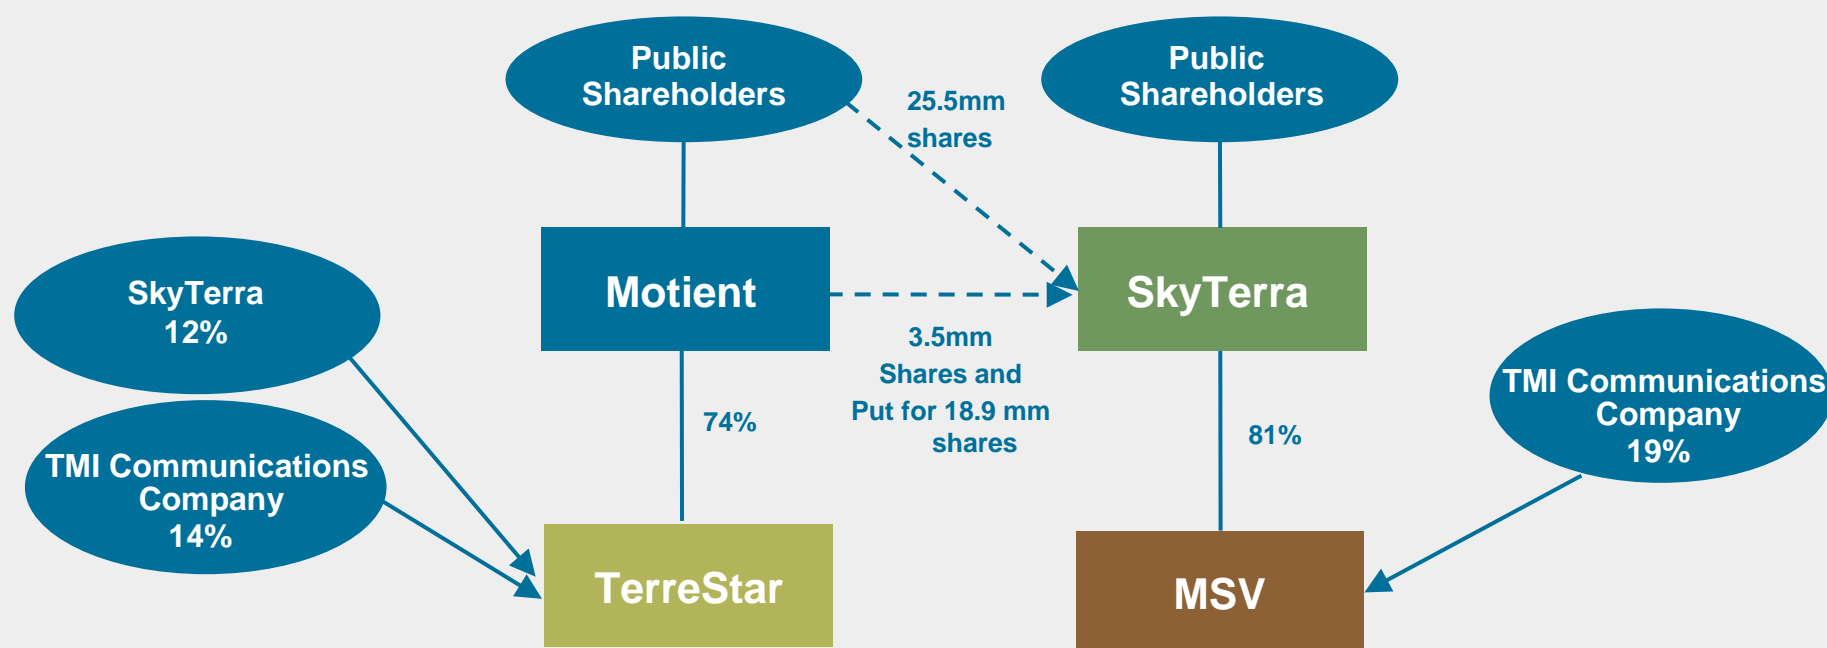 Public
Shareholders
25.5mm
shares
Public
Shareholders
Motient
SkyTerra
SkyTerra
12%
3.5mm
Shares and
Put for 18.9 mm
shares
TMI Communications
Company
14%
74%
81%
TMI Communications
Company
19%
TerreStar
MSV